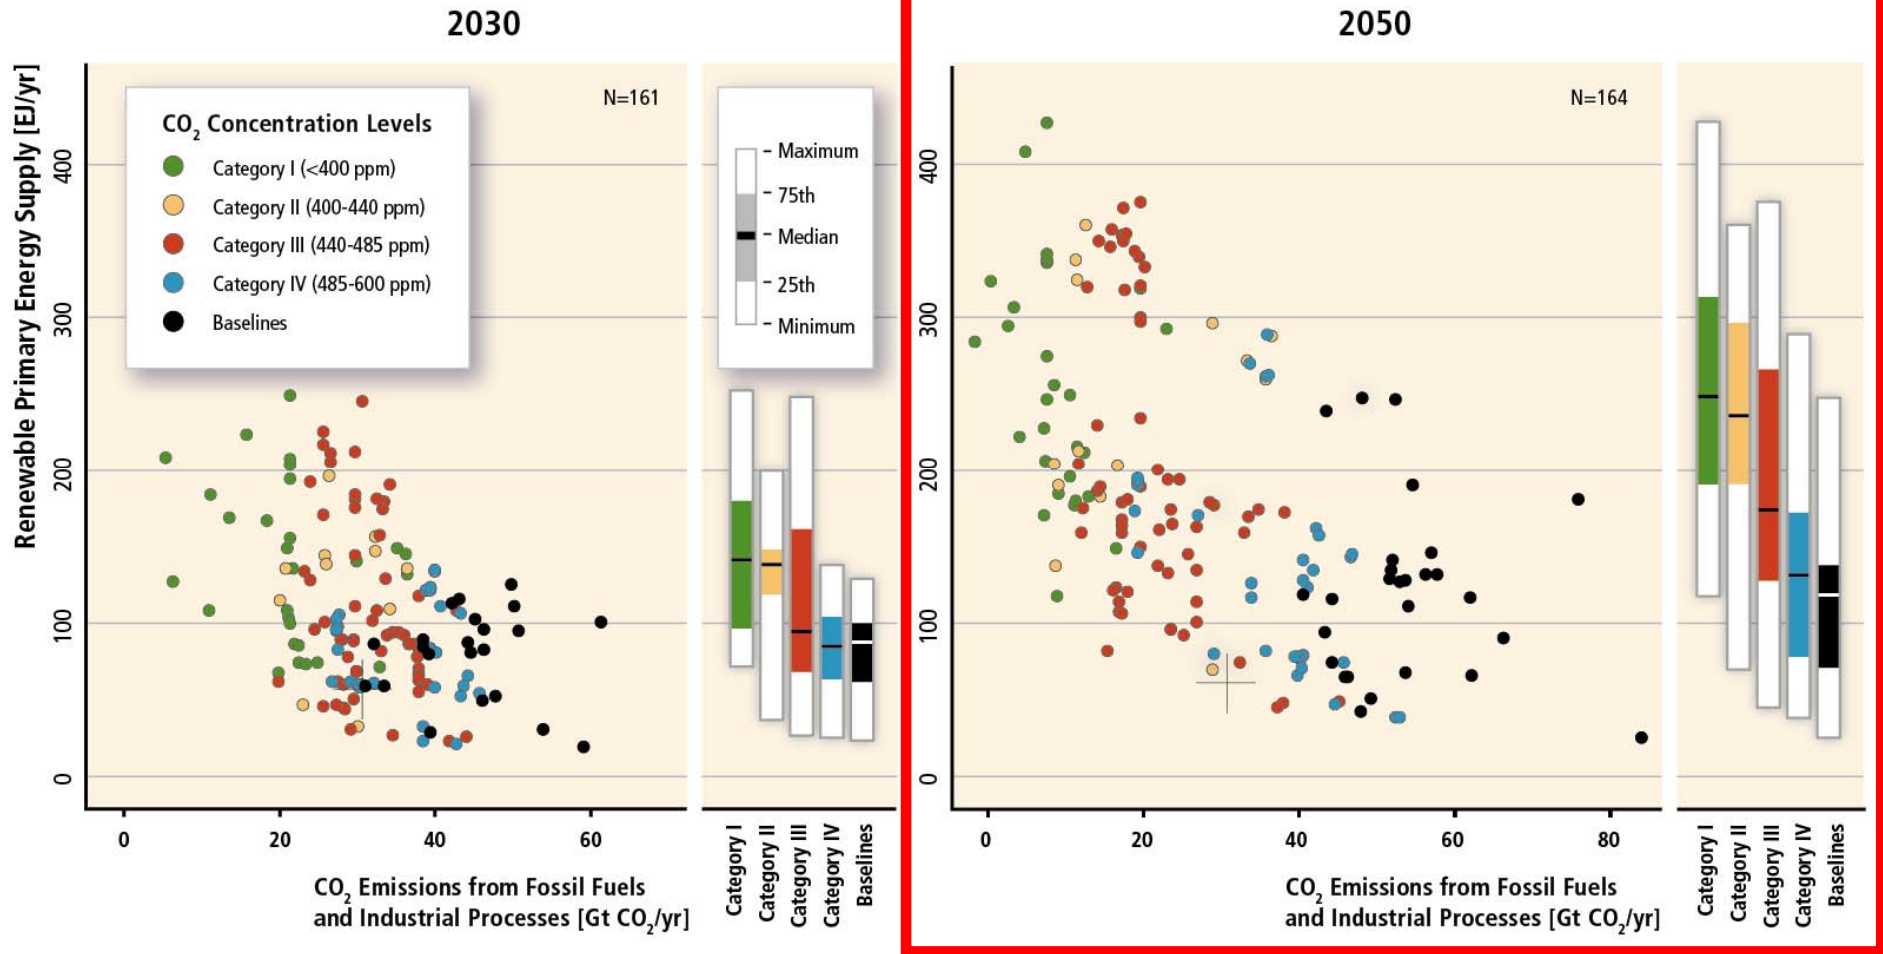 2030
Renewable Primary Energy Supply [EJ/yr]
400
300
200
100
0
N=161
CO2 Concentration Levels
Category I (<400 ppm)
Category II (400-440 ppm)
Category III (440-485 ppm)
Category IV (485-600 ppm)
Baselines
Maximum
75th
Median
25th
Minimum
0
20
40
60
CO2 Emissions from Fossil Fuels
and Industrial Processes [Gt CO2/yr]
Category I
Category II
Category III
Category IV
Baselines
2050
400
300
200
100
0
N=164
0
20
40
60
80
CO2 Emissions from Fossil Fuels
and Industrial Processes [Gt CO2/yr]
Category I
Category II
Category III
Category IV
Baselines